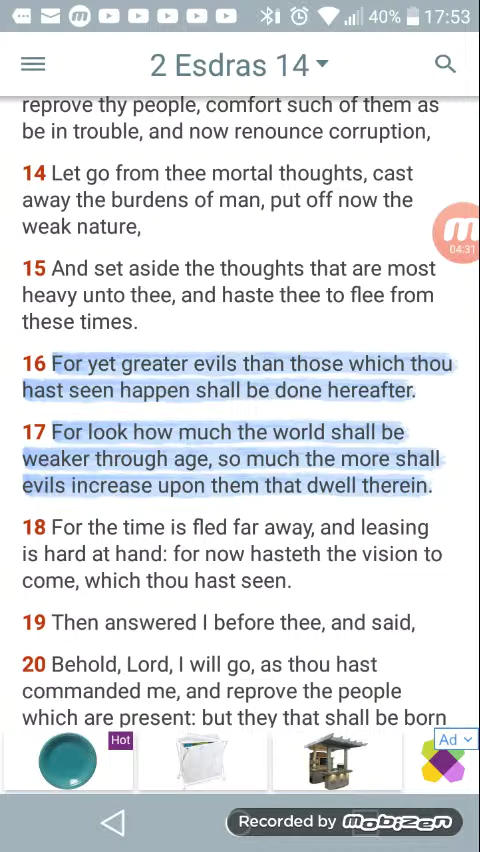 40% 17:53
2 Esdras 14
reprove thy people, comfort such of them as
be in trouble, and now renounce corruption,
14 Let go from thee mortal thoughts, cast
away the burdens of man, put off now the
weak nature,
04:31
15 And set aside the thoughts that are most
heavy unto thee, and haste thee to flee from
these times.
16 For yet greater evils than those which thou
hast seen happen shall be done hereafter.
17 For look how much the world shall be
weaker through age, so much the more shall
evils increase upon them that dwell therein.
18 For the time is fled far away, and leasing
is hard at hand: for now hasteth the vision to
come, which thou hast seen.
19 Then answered I before thee, and said,
20 Behold, Lord, I will go, as thou hast
commanded me, and reprove the people
which are present: but they that shall be born
Hot
Ad
Recorded by mobizen